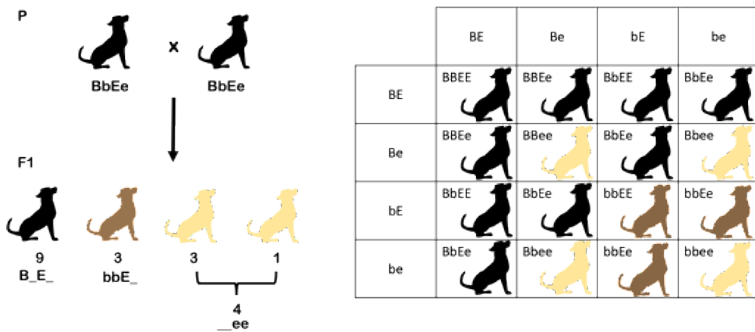 P
x
BbEe BbEe
F1
9 3 3 1
B_E_ bbE_
4
__ee
BE Be bE be
BE BBEE BBEe BbEE BbEe
Be BBEe BBee BbEe Bbee
bE BbEE BbEe bbEE bbEe
be BbEe Bbee bbEe bbee